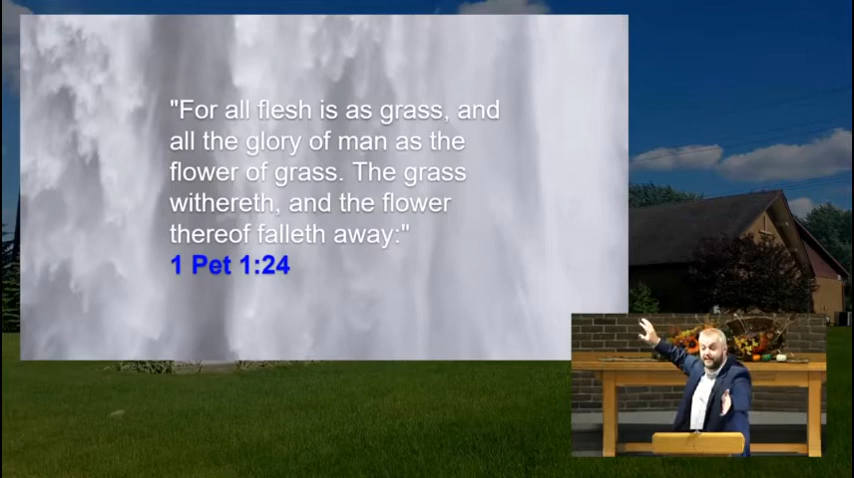 "For all flesh is as grass, and
all the glory of man as the
flower of grass. The grass
withereth, and the flower
thereof falleth away:"
1 Pet 1:24